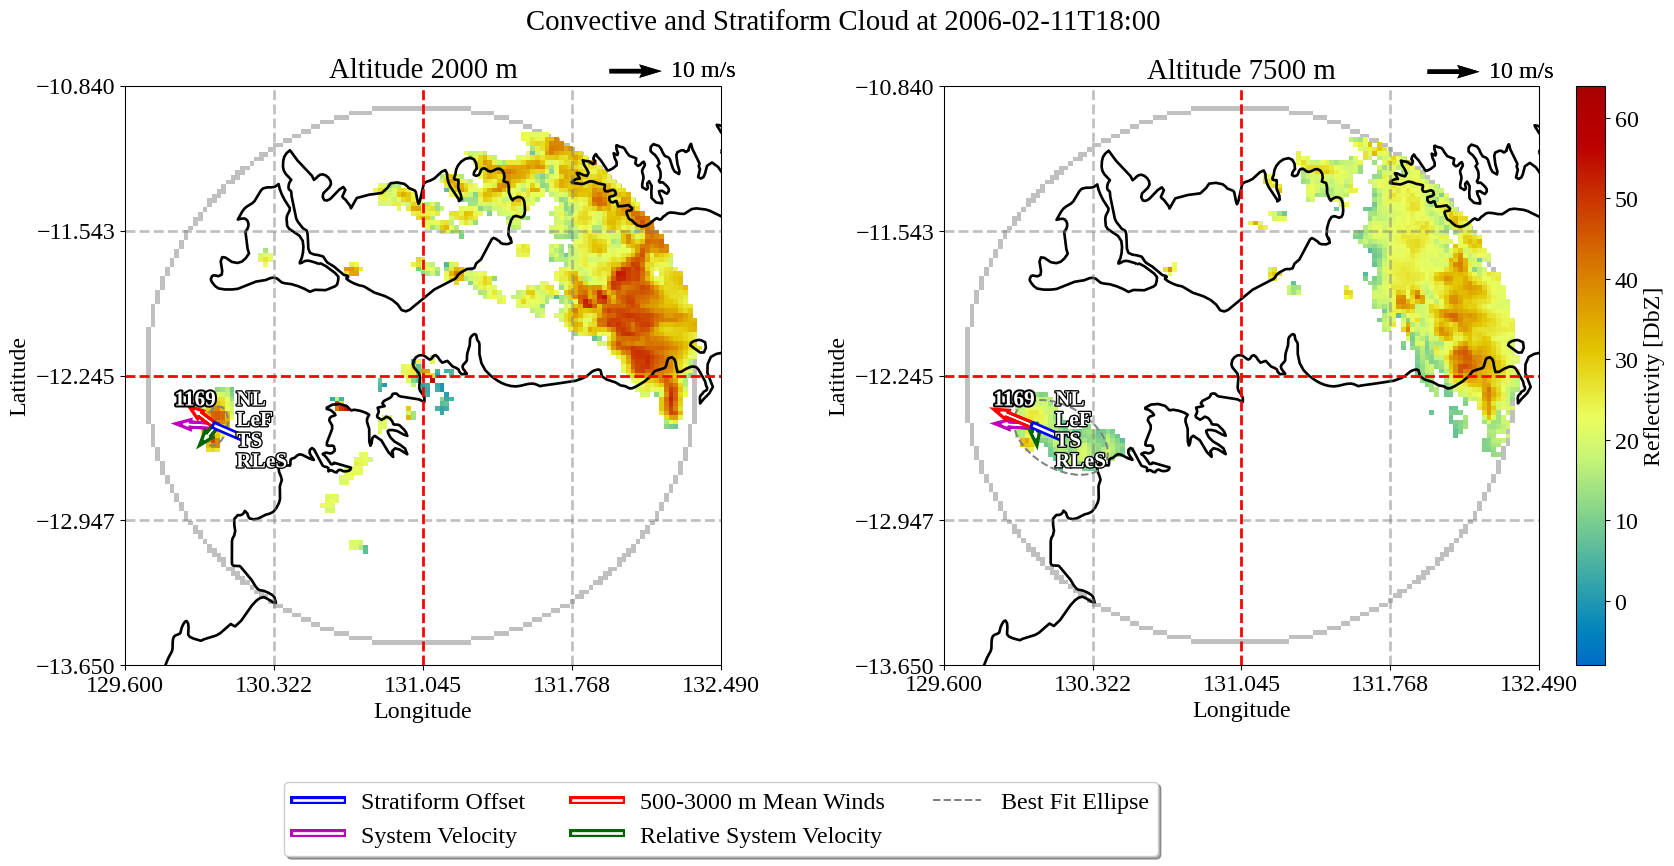 Convective and Stratiform Cloud at 2006-02-11T18:00
Altitude 2000 m
10 m/s
−10.840
−11.543
−12.245
−12.947
−13.650
Latitude
1169
NL
LeF
TS
RLeS
129.600
130.322
131.045
131.768
132.490
Longitude
Altitude 7500 m
10 m/s
−10.840
−11.543
−12.245
−12.947
−13.650
Latitude
1169
NL
LeF
TS
RLeS
129.600
130.322
131.045
131.768
132.490
Longitude
60
50
40
30
20
10
0
Reflectivity [DbZ]
Stratiform Offset
System Velocity
500-3000 m Mean Winds
Relative System Velocity
Best Fit Ellipse